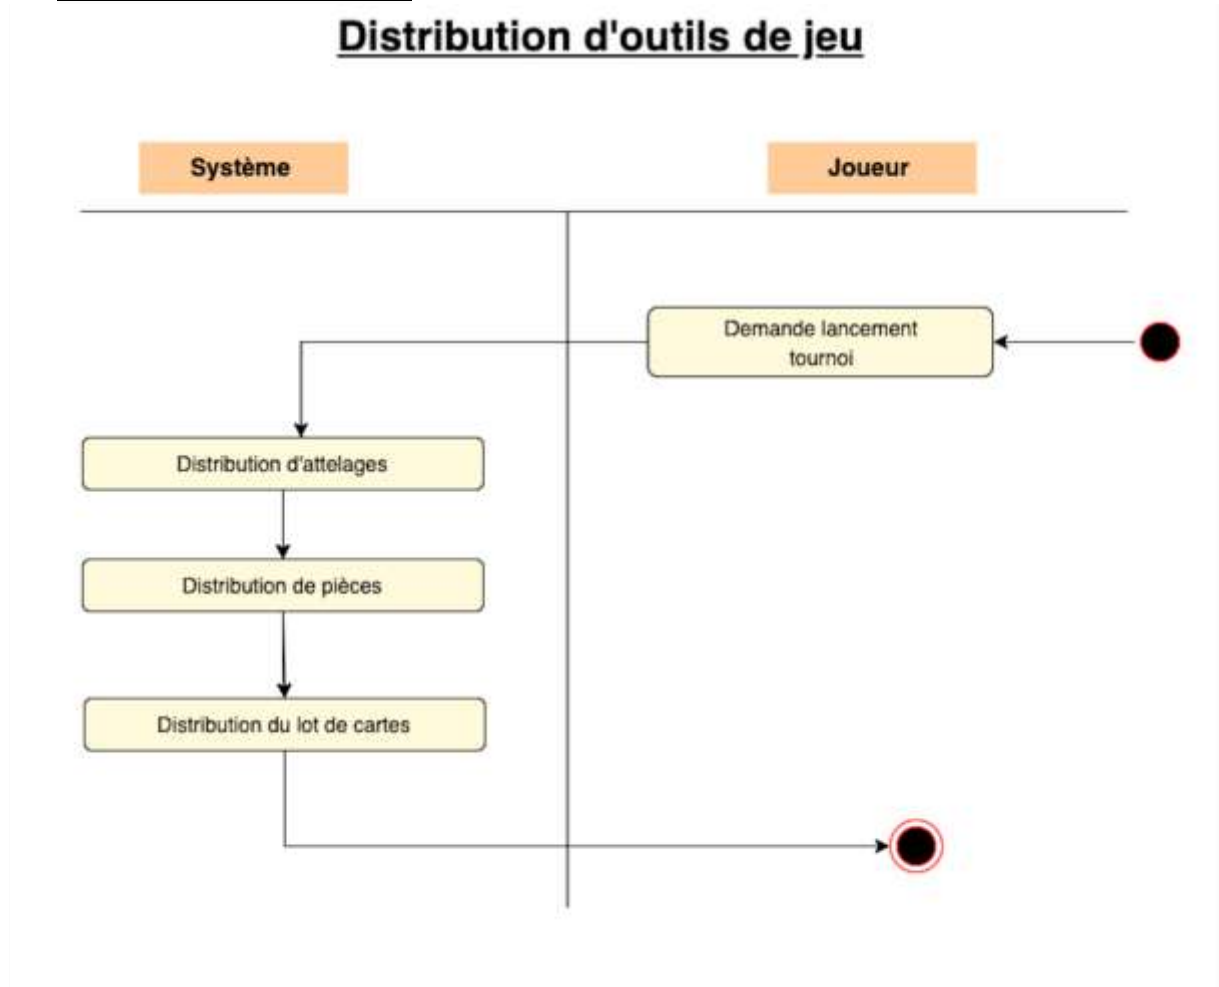 Distribution d'outils de jeu
Système
Joueur
Demande lancement
tournoi
Distribution d'attelages
Distribution de pièces
Distribution du lot de cartes